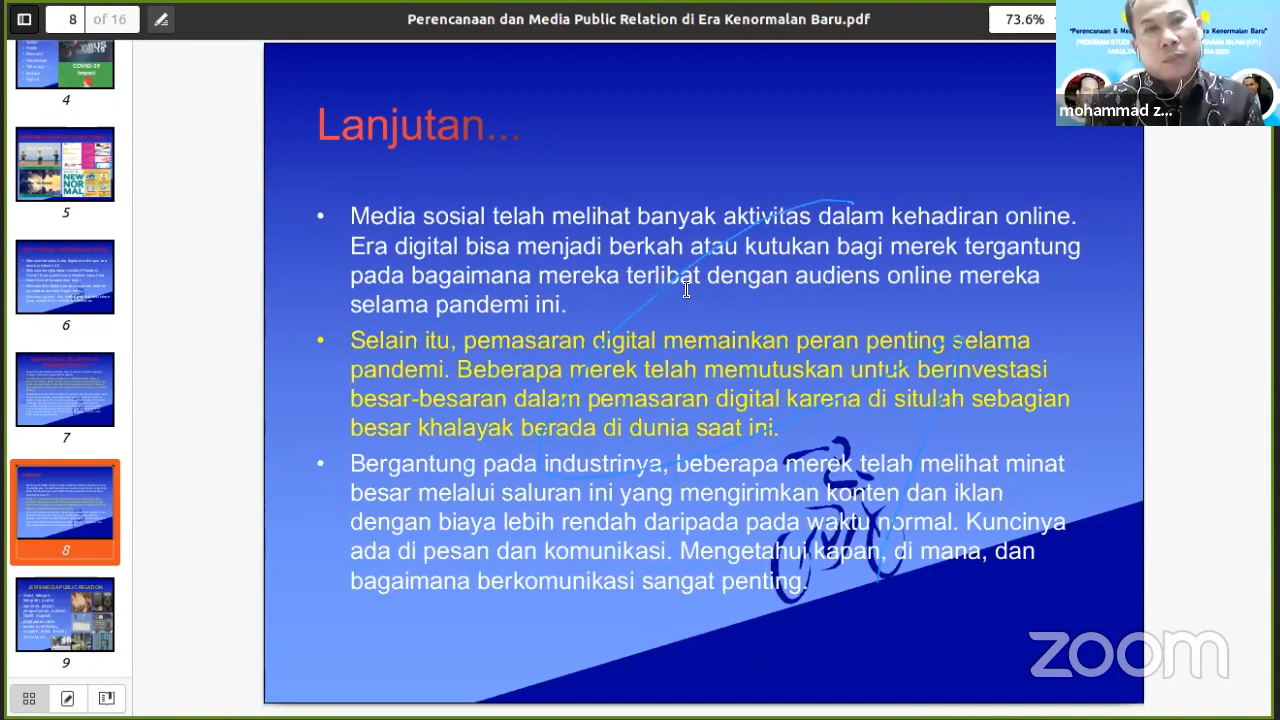 8 of 16
Perencanaan dan Media Public Relation di Era Kenormalan Baru.pdf
73.6%
mohammad z...
4
COVID-19
Impact
5
NEW
NORMAL
6
7
8
JENIS MEDIA PUBLIC RELATION
9
Lanjutan...
• Media sosial telah melihat banyak aktivitas dalam kehadiran online.
Era digital bisa menjadi berkah atau kutukan bagi merek tergantung
pada bagaimana mereka terlibat dengan audiens online mereka
selama pandemi ini.
• Selain itu, pemasaran digital memainkan peran penting selama
pandemi. Beberapa merek telah memutuskan untuk berinvestasi
besar-besaran dalam pemasaran digital karena di situlah sebagian
besar khalayak berada di dunia saat ini.
• Bergantung pada industrinya, beberapa merek telah melihat minat
besar melalui saluran ini yang mengirimkan konten dan iklan
dengan biaya lebih rendah daripada pada waktu normal. Kuncinya
ada di pesan dan komunikasi. Mengetahui kapan, di mana, dan
bagaimana berkomunikasi sangat penting.
zoom